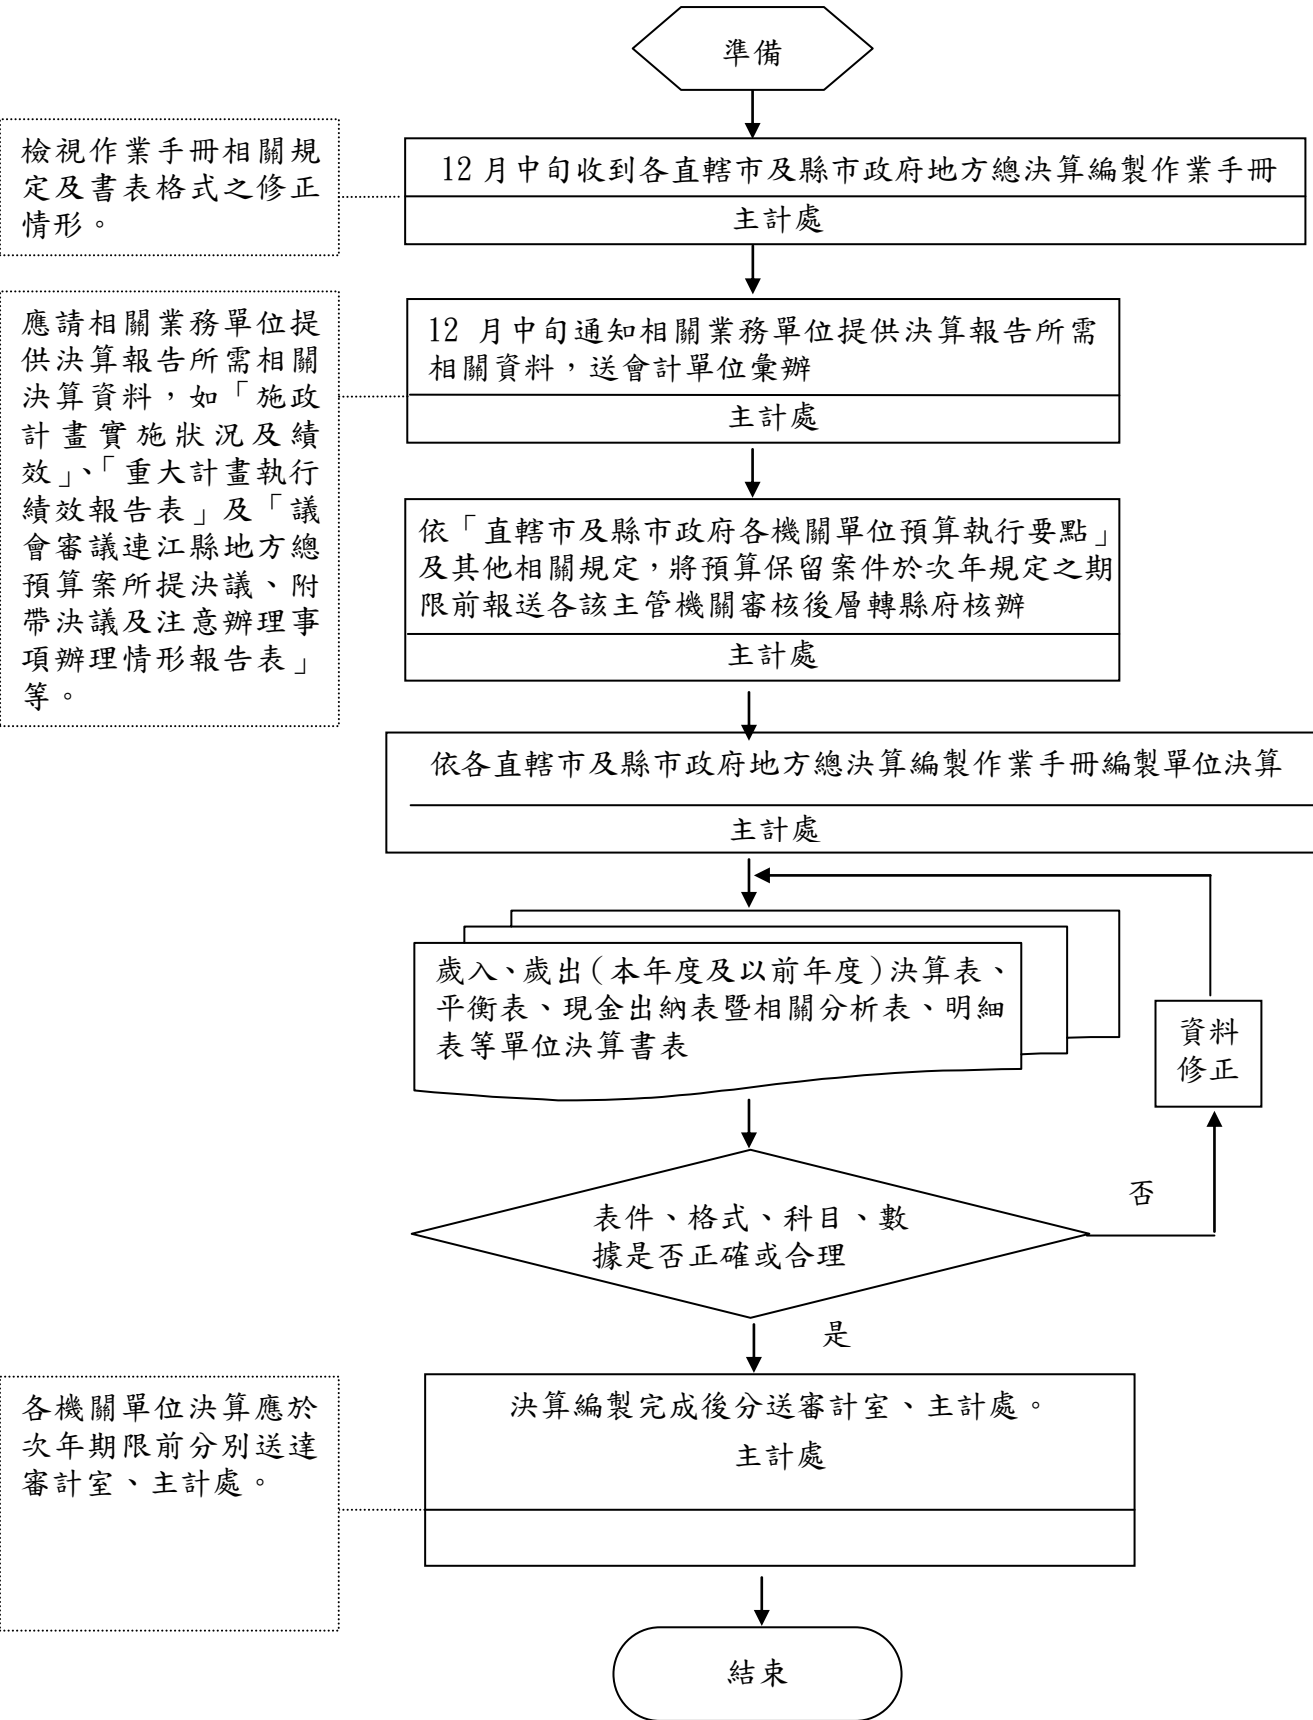 準備
檢視作業手冊相關規
定及書表格式之修正
情形。
12月中旬收到各直轄市及縣市政府地方總決算編製作業手冊
主計處
應請相關業務單位提
供決算報告所需相關
決算資料，如「施政
計畫實施狀況及績
效」、「重大計畫執行
績效報告表」及「議
會審議連江縣地方總
預算案所提決議、附
帶決議及注意辦理事
項辦理情形報告表」
等。
12 月中旬通知相關業務單位提供決算報告所需
相關資料，送會計單位彙辦
主計處
依「直轄市及縣市政府各機關單位預算執行要點」
及其他相關規定，將預算保留案件於次年規定之期
限前報送各該主管機關審核後層轉縣府核辦
主計處
依各直轄市及縣市政府地方總決算編製作業手冊編製單位決算
主計處
歲入、歲出（本年度及以前年度）決算表、
平衡表、現金出納表暨相關分析表、明細
表等單位決算書表
資料
修正
表件、格式、科目、數
據是否正確或合理
否
是
各機關單位決算應於
次年期限前分別送達
審計室、主計處。
決算編製完成後分送審計室、主計處。
主計處
結束